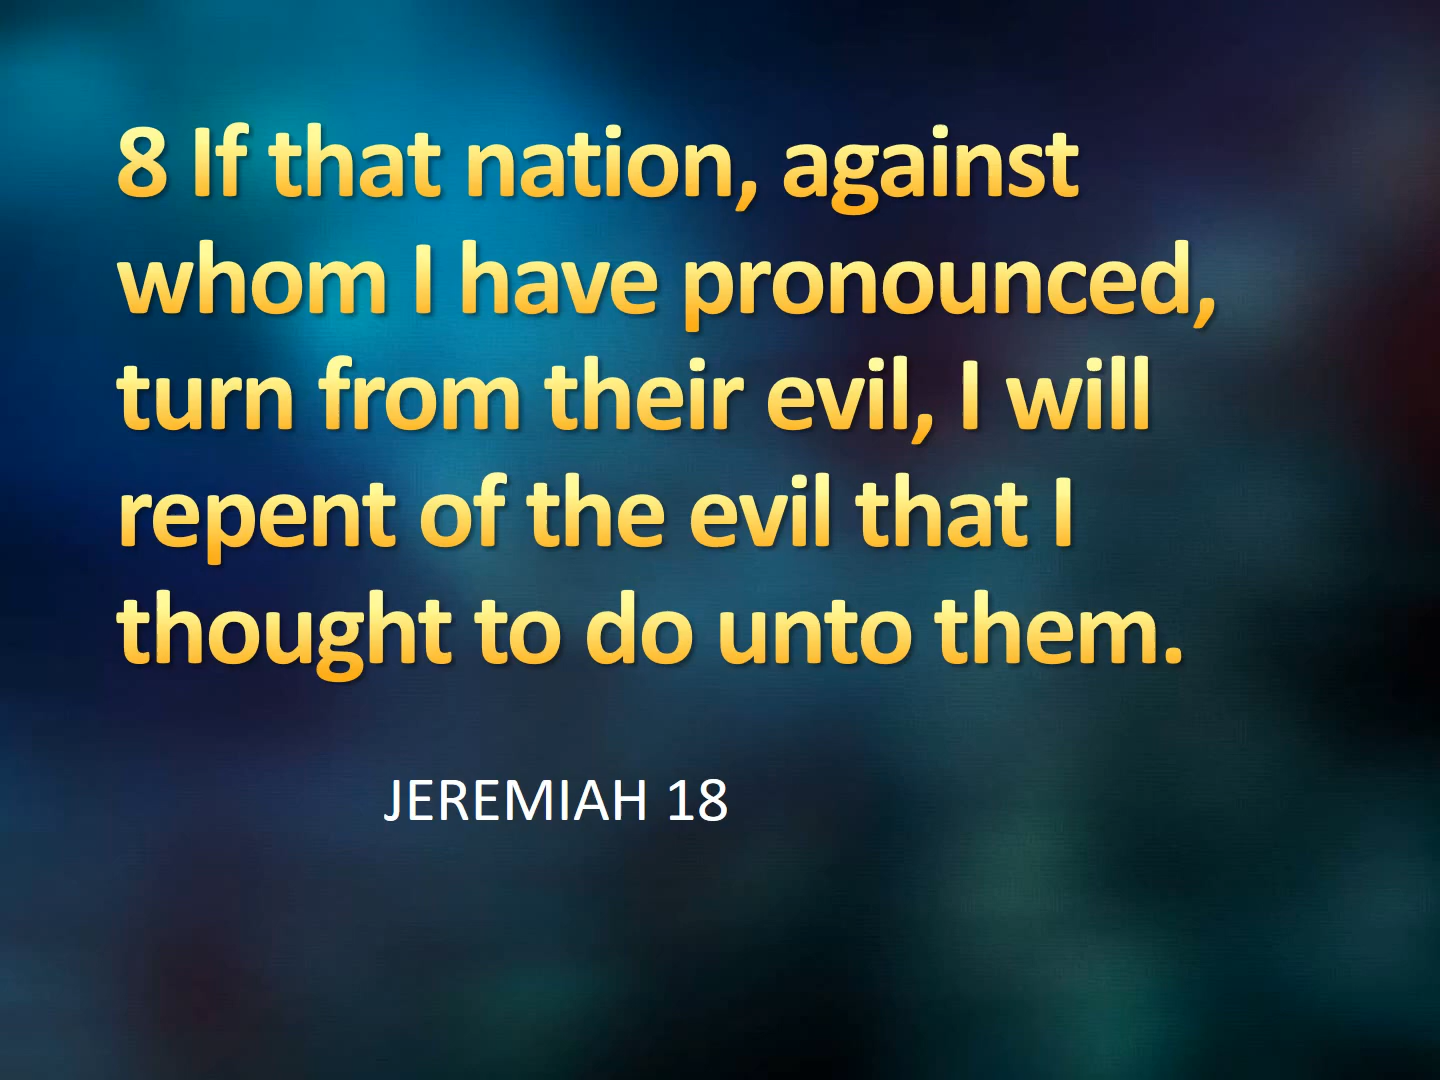 8 If that nation, against
whom I have pronounced,
turn from their evil, I will
repent of the evil that I
thought to do unto them.
JEREMIAH 18